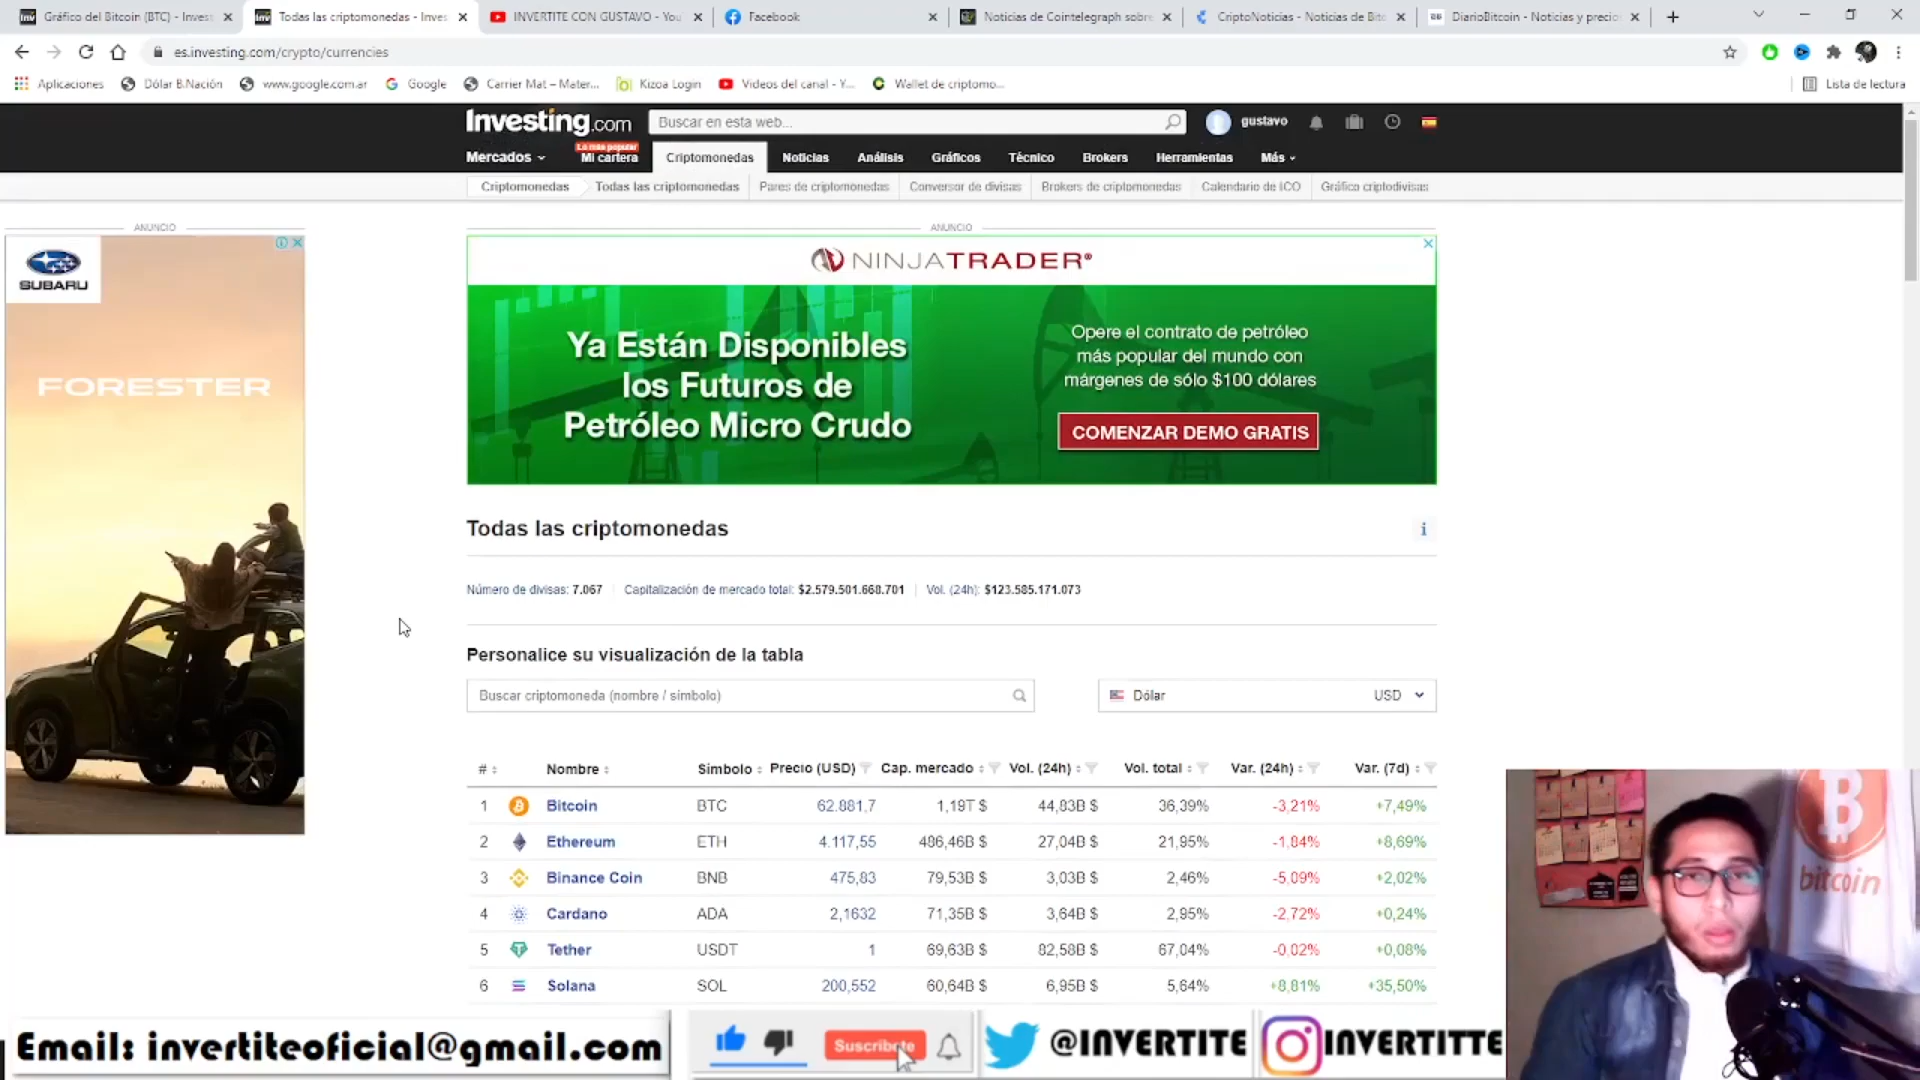 Gráfico del Bitcoin (BTC) - Invest
Todas las criptomonedas - Inves
INVERTITE CON GUSTAVO - You
Facebook
Noticias de Cointelegraph sobre
CriptoNoticias - Noticias de Bitc
DiarioBitcoin - Noticias y precio
es.investing.com/crypto/currencies
Aplicaciones
Dólar B.Nación
www.google.com.ar
Google
Carrier Mat – Mater...
Kizoa Login
Videos del canal - Y...
Wallet de criptomo...
Lista de lectura
Investing.com
Buscar en esta web...
gustavo
Lo más popular
Mercados
Mi cartera
Criptomonedas
Noticias
Análisis
Gráficos
Técnico
Brokers
Herramientas
Más
Criptomonedas
Todas las criptomonedas
Pares de criptomonedas
Conversor de divisas
Brokers de criptomonedas
Calendario de ICO
Gráfico criptodivisas
ANUNCIO
ANUNCIO
SUBARU
FORESTER
NINJATRADER®
Ya Están Disponibles
los Futuros de
Petróleo Micro Crudo
Opere el contrato de petróleo
más popular del mundo con
márgenes de sólo $100 dólares
COMENZAR DEMO GRATIS
Todas las criptomonedas
Número de divisas: 7.067
Capitalización de mercado total: $2.579.501.668.701
Vol. (24h): $123.585.171.073
Personalice su visualización de la tabla
Buscar criptomoneda (nombre / símbolo)
Dólar USD
# Nombre Símbolo Precio (USD) Cap. mercado Vol. (24h) Vol. total Var. (24h) Var. (7d)
1 Bitcoin BTC 62.881,7 1,19T $ 44,83B $ 36,39% -3,21% +7,49%
2 Ethereum ETH 4.117,55 486,46B $ 27,04B $ 21,95% -1,84% +8,69%
3 Binance Coin BNB 475,83 79,53B $ 3,03B $ 2,46% -5,09% +2,02%
4 Cardano ADA 2,1632 71,35B $ 3,64B $ 2,95% -2,72% +0,24%
5 Tether USDT 1 69,63B $ 82,58B $ 67,04% -0,02% +0,08%
6 Solana SOL 200,552 60,64B $ 6,95B $ 5,64% +8,81% +35,50%
bitcoin
Email: invertiteoficial@gmail.com
Suscríbete
@INVERTITE
INVERTITTE